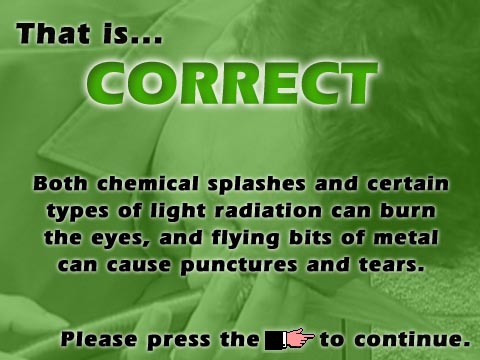 That is...
CORRECT
Both chemical splashes and certain
types of light radiation can burn
the eyes, and flying bits of metal
can cause punctures and tears.
Please press the to continue.